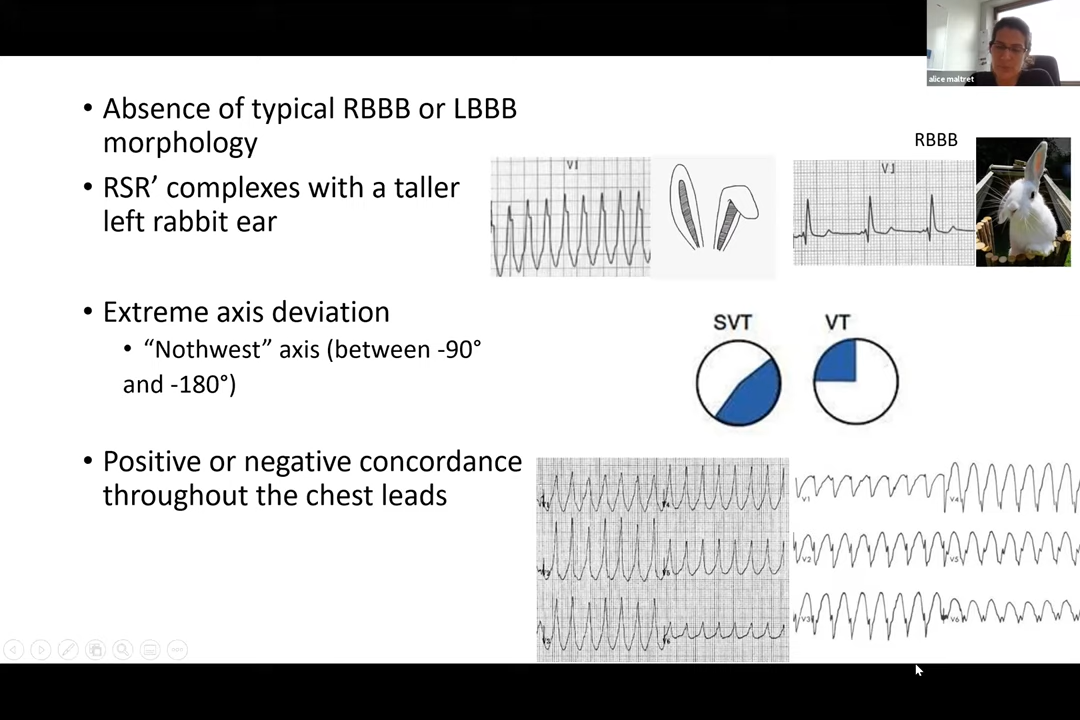 alice maltret
• Absence of typical RBBB or LBBB
morphology
• RSR’ complexes with a taller
left rabbit ear
RBBB
V1
V1
• Extreme axis deviation
• “Nothwest” axis (between -90°
and -180°)
SVT
VT
• Positive or negative concordance
throughout the chest leads
V1
V4
V2
V5
V3
V6